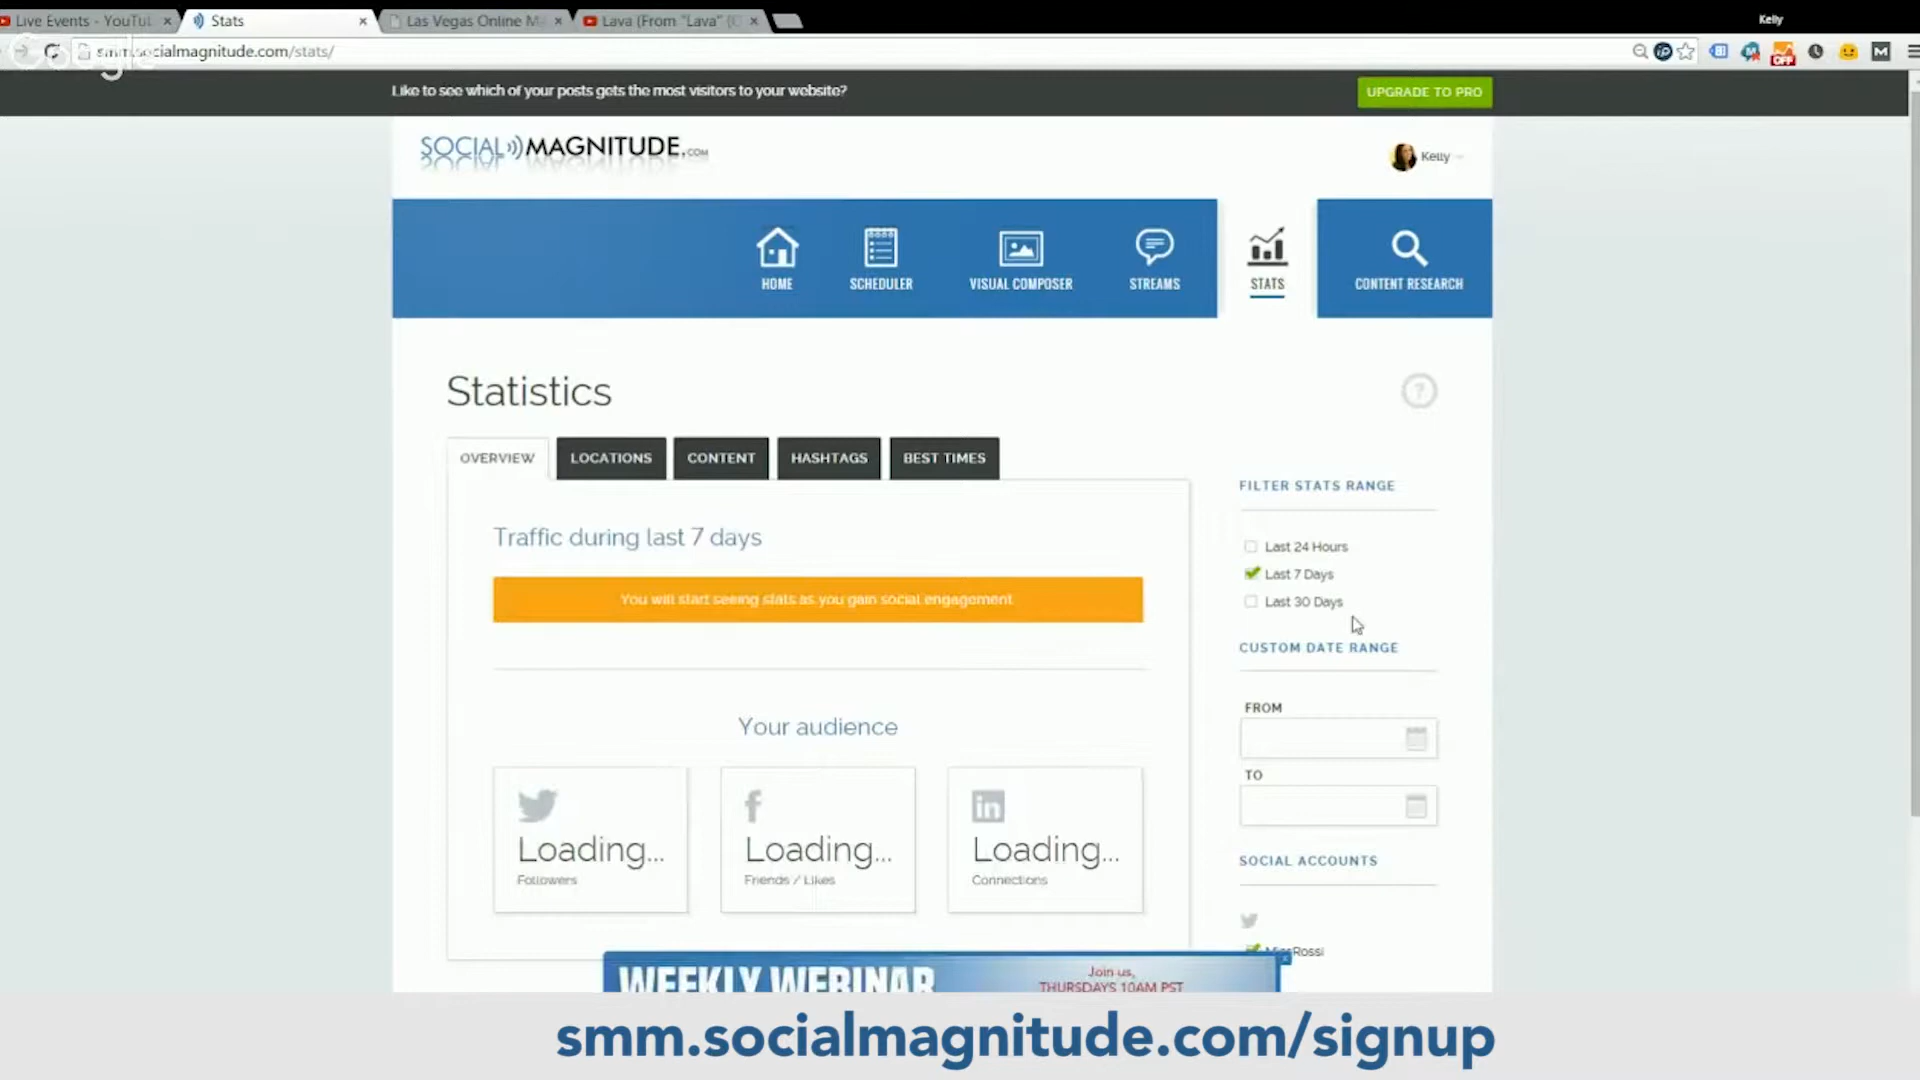 Live Events - YouTu
Stats
Las Vegas Online M
Lava (From "Lava" (
Kelly
smm.socialmagnitude.com/stats/
Google
OFF
Like to see which of your posts gets the most visitors to your website?
UPGRADE TO PRO
SOCIAL MAGNITUDE.COM
Kelly
HOME
SCHEDULER
VISUAL COMPOSER
STREAMS
STATS
CONTENT RESEARCH
Statistics
?
OVERVIEW
LOCATIONS
CONTENT
HASHTAGS
BEST TIMES
FILTER STATS RANGE
Traffic during last 7 days
Last 24 Hours
Last 7 Days
Last 30 Days
You will start seeing stats as you gain social engagement
CUSTOM DATE RANGE
FROM
TO
Your audience
Loading...
Followers
Loading...
Friends / Likes
Loading...
Connections
SOCIAL ACCOUNTS
MissRossi
WEEKLY WEBINAR
Join us,
THURSDAYS 10AM PST
smm.socialmagnitude.com/signup